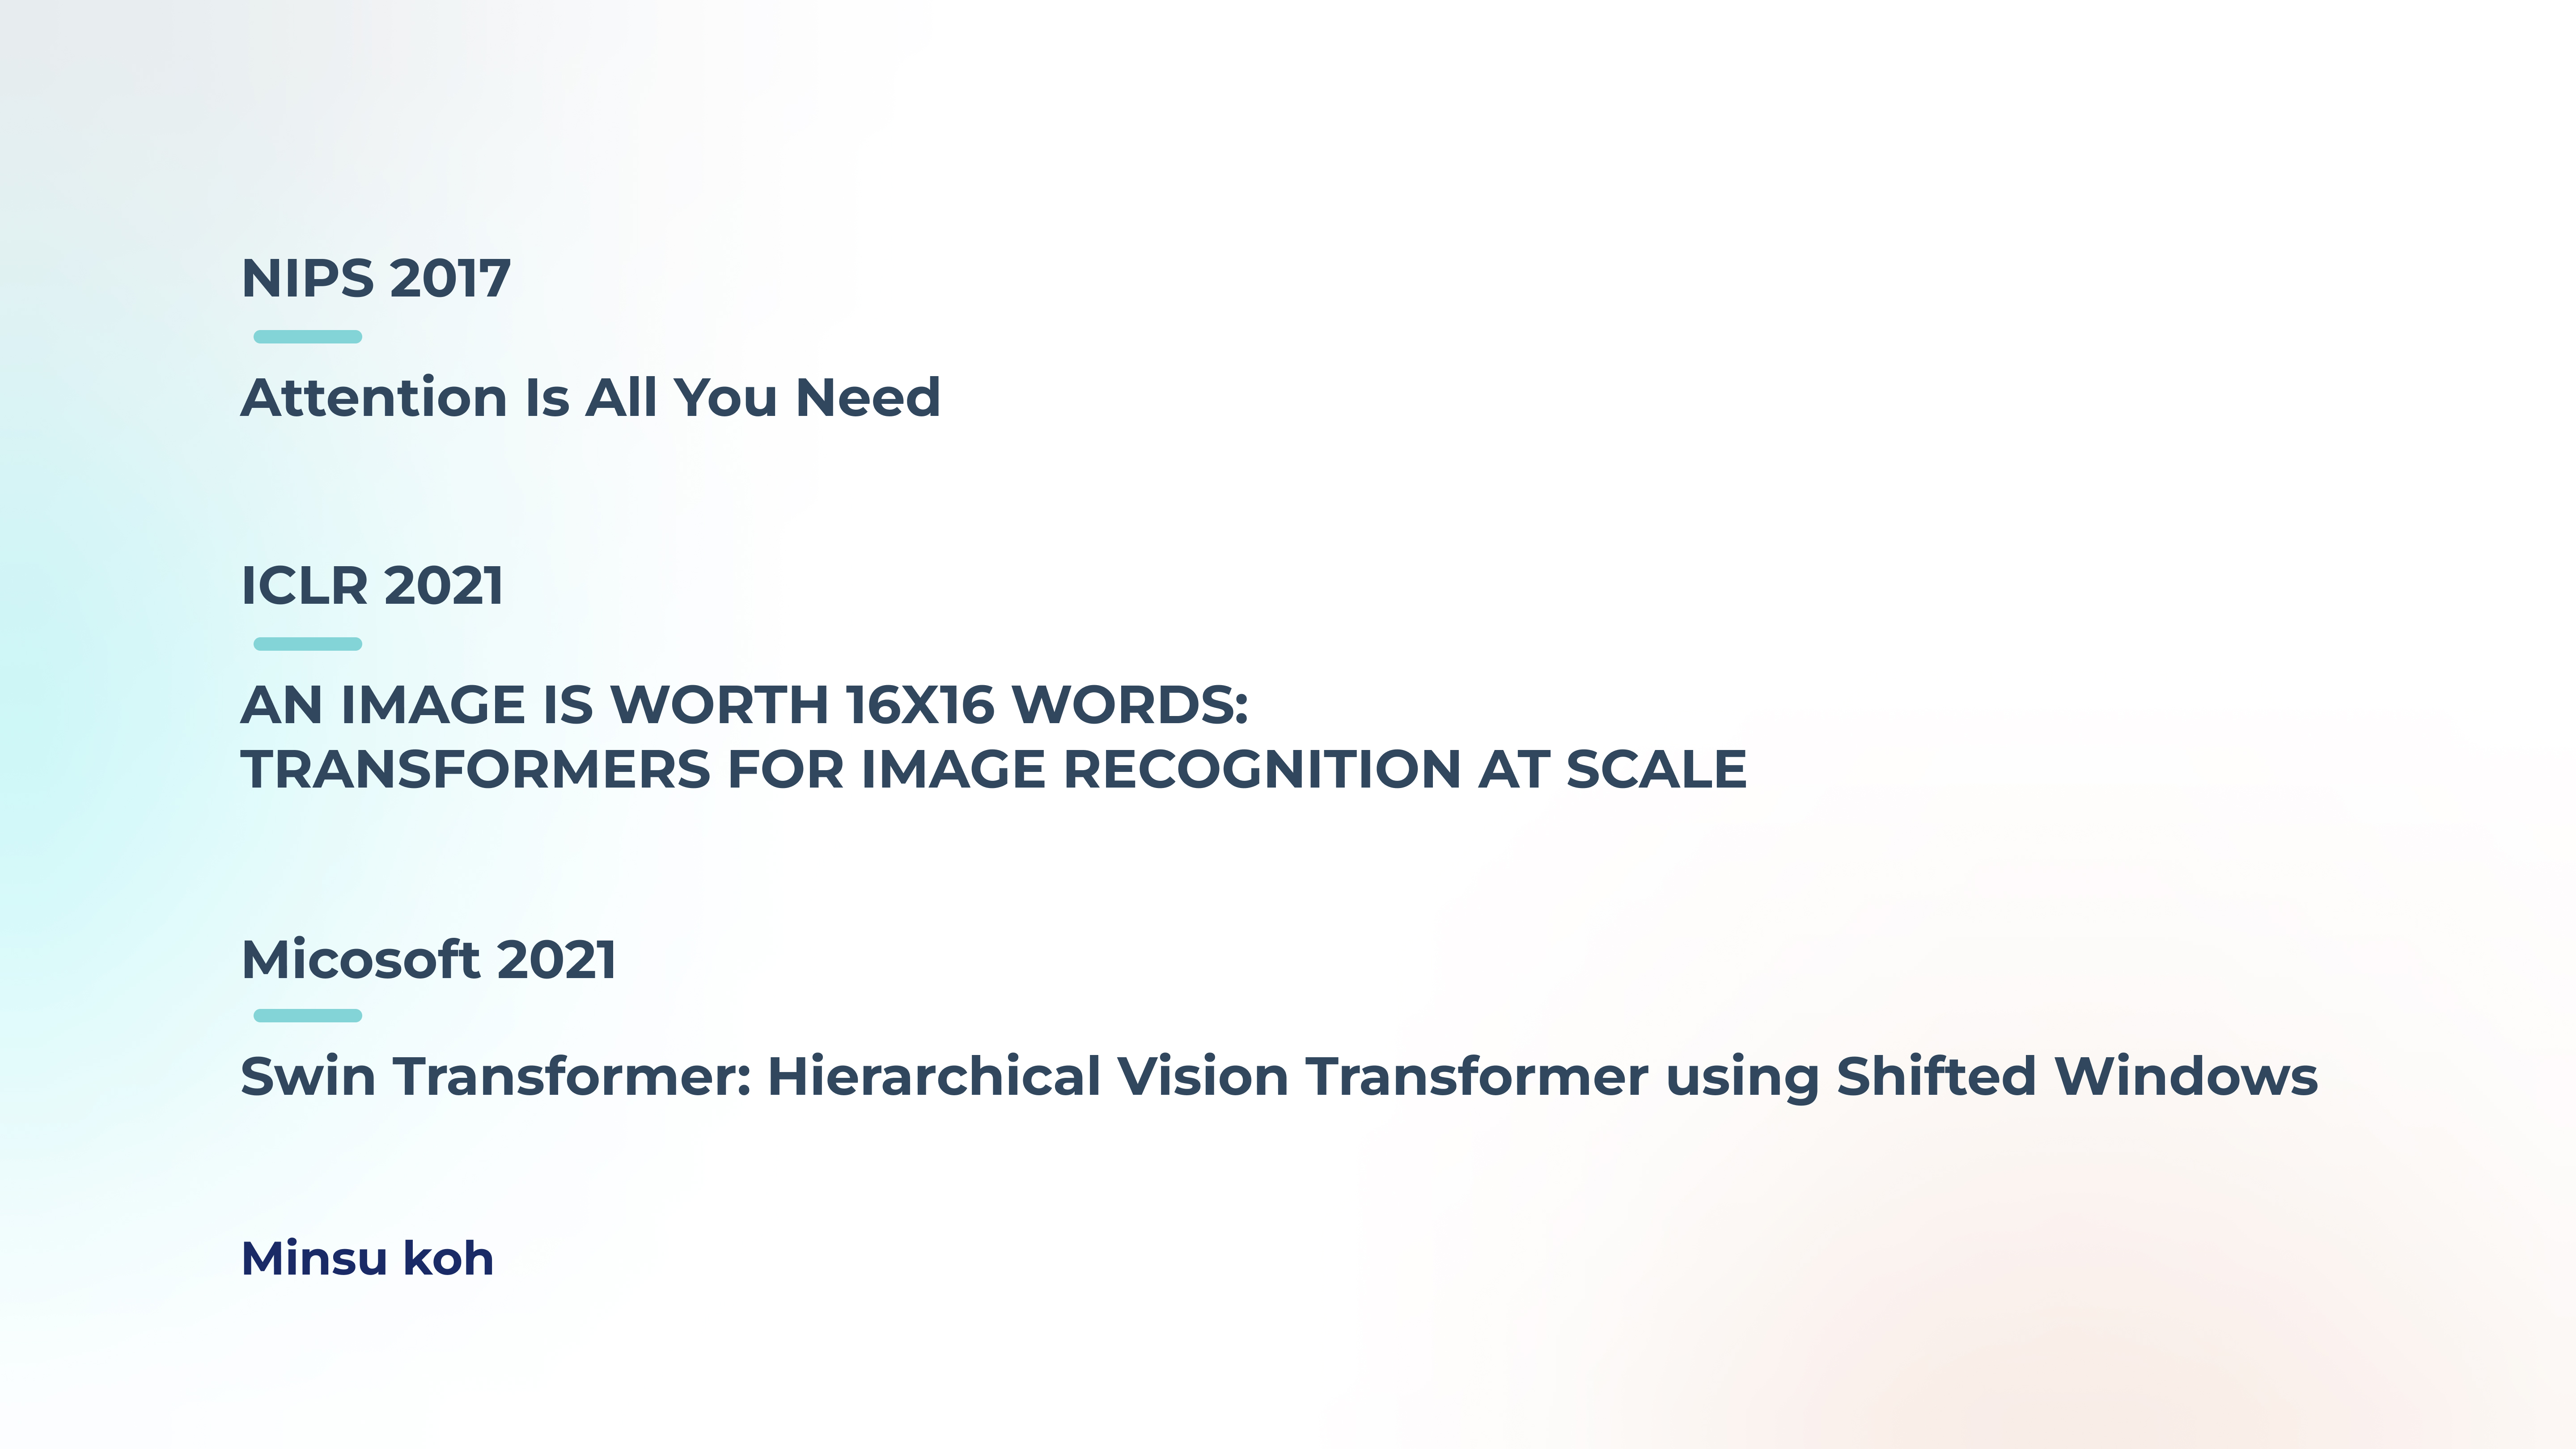 NIPS 2017
Attention Is All You Need
ICLR 2021
AN IMAGE IS WORTH 16X16 WORDS:
TRANSFORMERS FOR IMAGE RECOGNITION AT SCALE
Micosoft 2021
Swin Transformer: Hierarchical Vision Transformer using Shifted Windows
Minsu koh